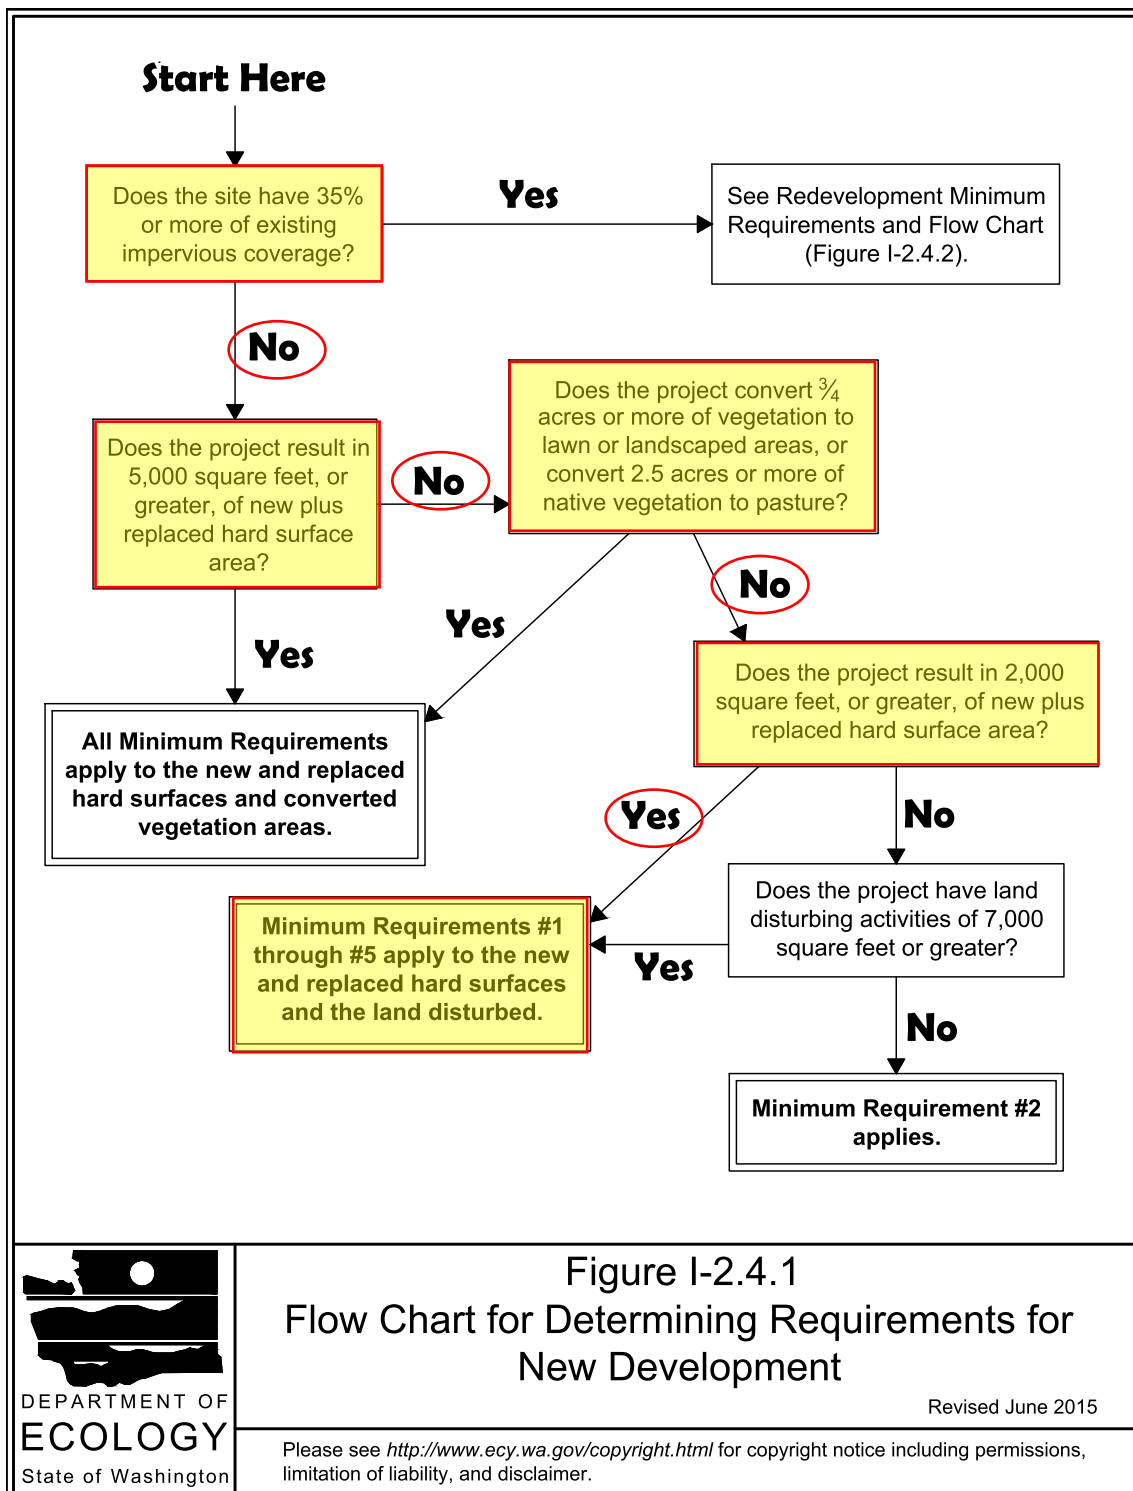 Start Here
Does the site have 35%
or more of existing
impervious coverage?
Yes
See Redevelopment Minimum
Requirements and Flow Chart
(Figure I-2.4.2).
No
Does the project result in
5,000 square feet, or
greater, of new plus
replaced hard surface
area?
No
Does the project convert ¾
acres or more of vegetation to
lawn or landscaped areas, or
convert 2.5 acres or more of
native vegetation to pasture?
Yes
Yes
No
All Minimum Requirements
apply to the new and replaced
hard surfaces and converted
vegetation areas.
Does the project result in 2,000
square feet, or greater, of new plus
replaced hard surface area?
Yes
No
Minimum Requirements #1
through #5 apply to the new
and replaced hard surfaces
and the land disturbed.
Yes
Does the project have land
disturbing activities of 7,000
square feet or greater?
No
Minimum Requirement #2
applies.
DEPARTMENT OF
ECOLOGY
State of Washington
Figure I-2.4.1
Flow Chart for Determining Requirements for
New Development
Revised June 2015
Please see http://www.ecy.wa.gov/copyright.html for copyright notice including permissions,
limitation of liability, and disclaimer.